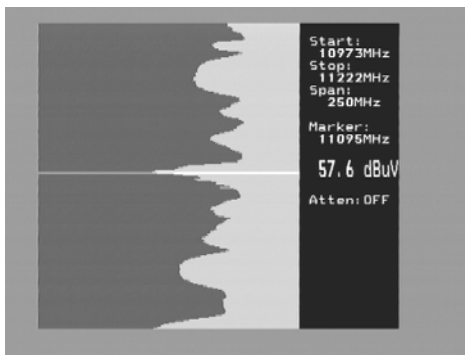 Start:
10973MHz
Stop:
11222MHz
Span:
250MHz
Marker:
11095MHz
57.6 dBuV
Atten:OFF